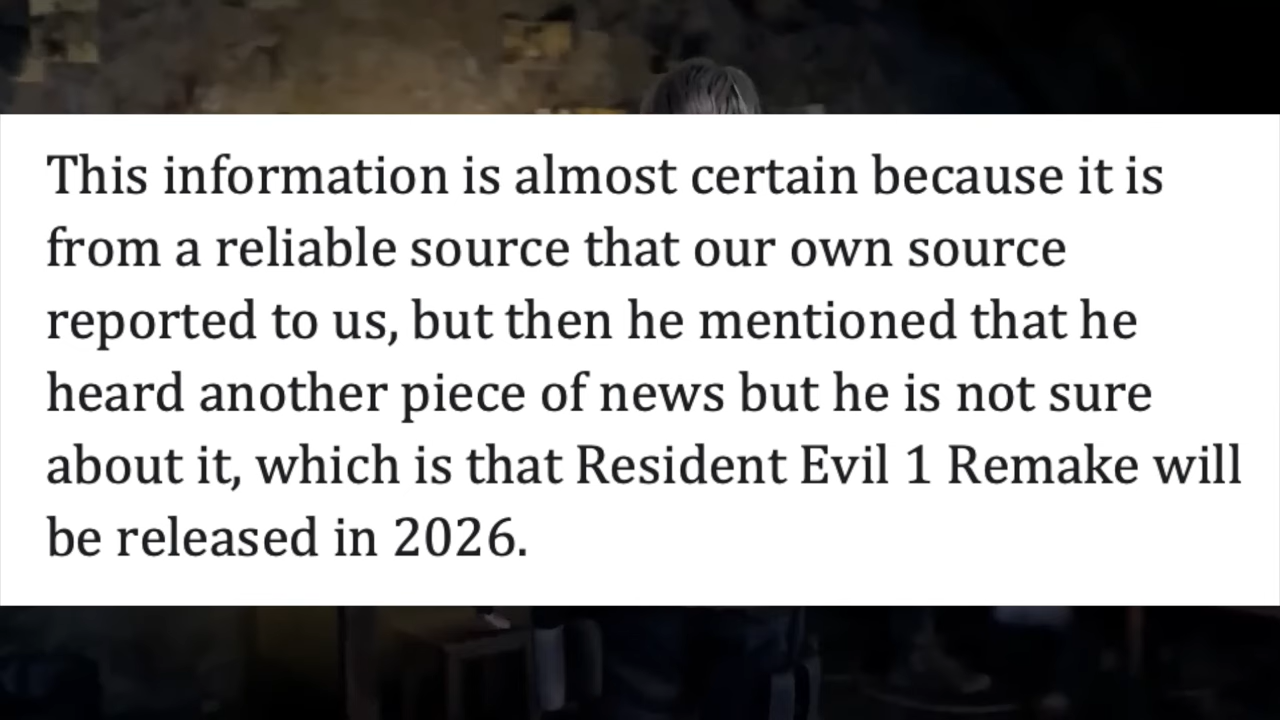 This information is almost certain because it is
from a reliable source that our own source
reported to us, but then he mentioned that he
heard another piece of news but he is not sure
about it, which is that Resident Evil 1 Remake will
be released in 2026.